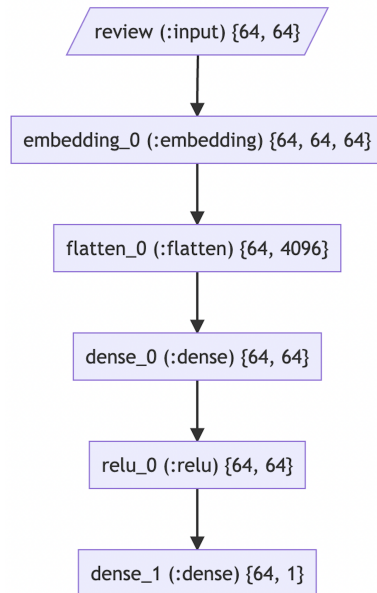 review (:input) {64, 64}
embedding_0 (:embedding) {64, 64, 64}
flatten_0 (:flatten) {64, 4096}
dense_0 (:dense) {64, 64}
relu_0 (:relu) {64, 64}
dense_1 (:dense) {64, 1}